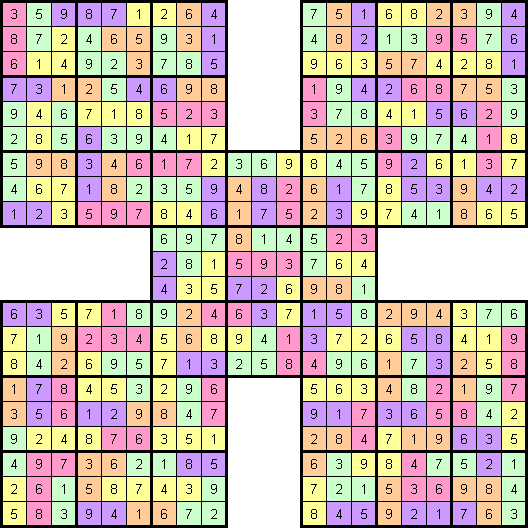 3 5 9 8 7 1 2 6 4 7 5 1 6 8 2 3 9 4
8 7 2 4 6 5 9 3 1 4 8 2 1 3 9 5 7 6
6 1 4 9 2 3 7 8 5 9 6 3 5 7 4 2 8 1
7 3 1 2 5 4 6 9 8 1 9 4 2 6 8 7 5 3
9 4 6 7 1 8 5 2 3 3 7 8 4 1 5 6 2 9
2 8 5 6 3 9 4 1 7 5 2 6 3 9 7 4 1 8
5 9 8 3 4 6 1 7 2 3 6 9 8 4 5 9 2 6 1 3 7
4 6 7 1 8 2 3 5 9 4 8 2 6 1 7 8 5 3 9 4 2
1 2 3 5 9 7 8 4 6 1 7 5 2 3 9 7 4 1 8 6 5
6 9 7 8 1 4 5 2 3
2 8 1 5 9 3 7 6 4
4 3 5 7 2 6 9 8 1
6 3 5 7 1 8 9 2 4 6 3 7 1 5 8 2 9 4 3 7 6
7 1 9 2 3 4 5 6 8 9 4 1 3 7 2 6 5 8 4 1 9
8 4 2 6 9 5 7 1 3 2 5 8 4 9 6 1 7 3 2 5 8
1 7 8 4 5 3 2 9 6 5 6 3 4 8 2 1 9 7
3 5 6 1 2 9 8 4 7 9 1 7 3 6 5 8 4 2
9 2 4 8 7 6 3 5 1 2 8 4 7 1 9 6 3 5
4 9 7 3 6 2 1 8 5 6 3 9 8 4 7 5 2 1
2 6 1 5 8 7 4 3 9 7 2 1 5 3 6 9 8 4
5 8 3 9 4 1 6 7 2 8 4 5 9 2 1 7 6 3